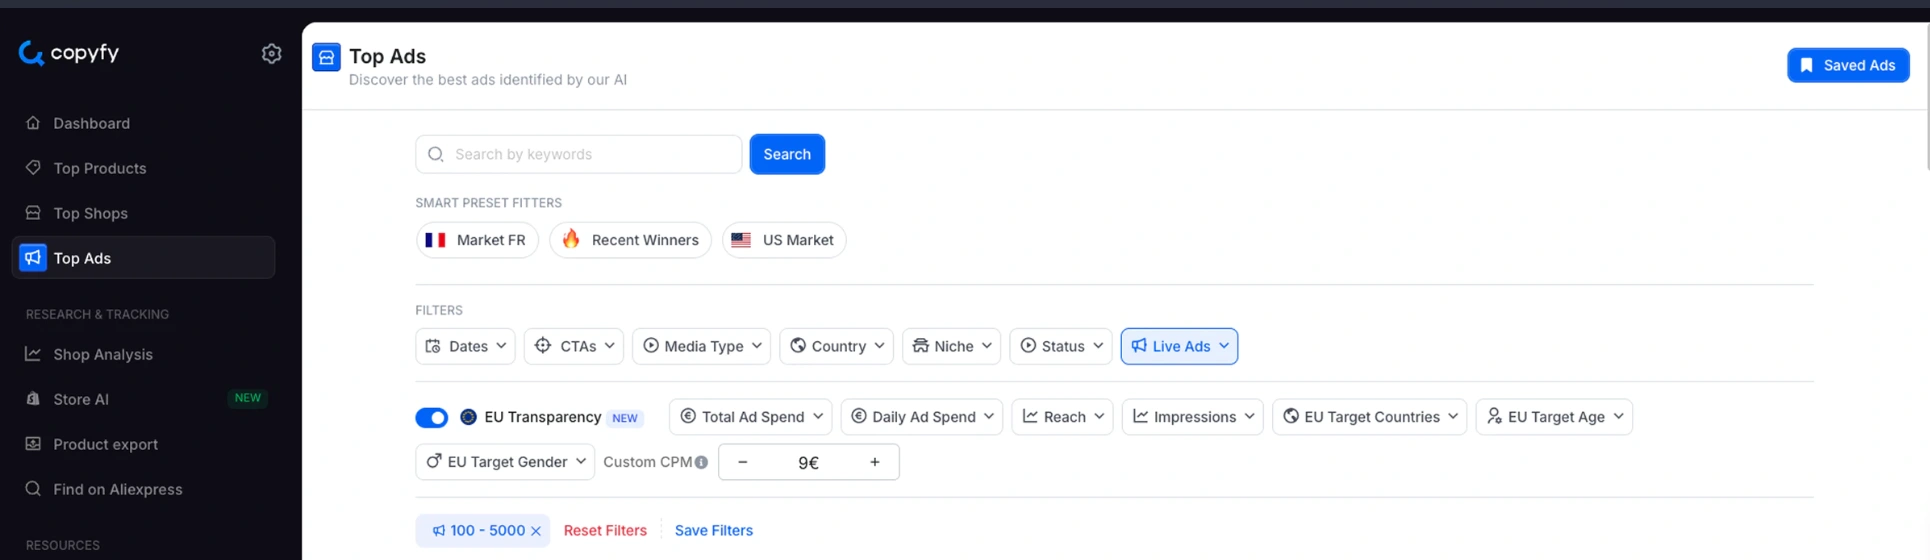 copyfy
Dashboard
Top Products
Top Shops
Top Ads
RESEARCH & TRACKING
Shop Analysis
Store AI NEW
Product export
Find on Aliexpress
RESOURCES
Top Ads
Discover the best ads identified by our AI
Saved Ads
Search by keywords
Search
SMART PRESET FITTERS
Market FR Recent Winners US Market
FILTERS
Dates CTAs Media Type Country Niche Status Live Ads
EU Transparency NEW Total Ad Spend Daily Ad Spend Reach Impressions EU Target Countries EU Target Age
EU Target Gender Custom CPM - 9€ +
100 - 5000 × Reset Filters Save Filters